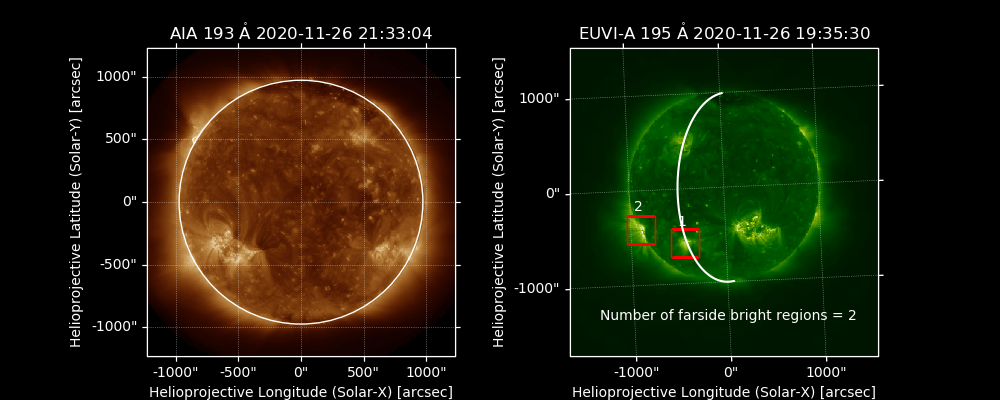 AIA 193 Å 2020-11-26 21:33:04
Helioprojective Latitude (Solar-Y) [arcsec]
1000"
500"
0"
-500"
-1000"
-1000"
-500"
0"
500"
1000"
Helioprojective Longitude (Solar-X) [arcsec]
EUVI-A 195 Å 2020-11-26 19:35:30
Helioprojective Latitude (Solar-Y) [arcsec]
1000"
0"
-1000"
2
1
Number of farside bright regions = 2
-1000"
0"
1000"
Helioprojective Longitude (Solar-X) [arcsec]